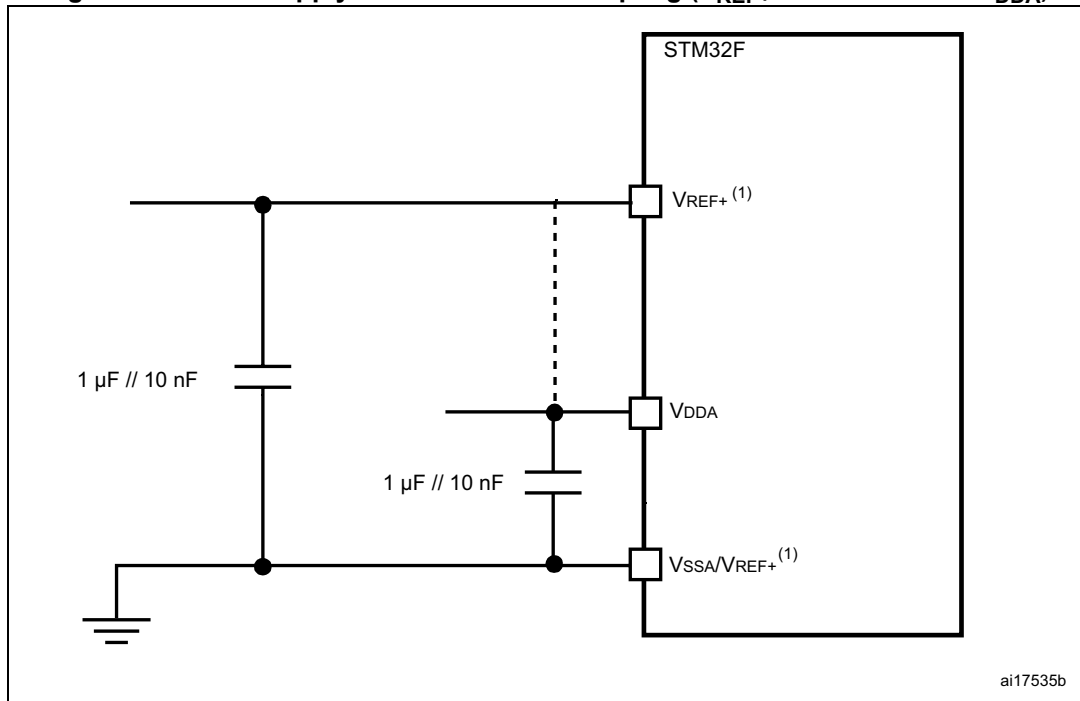 STM32F
VREF+ (1)
1 µF // 10 nF
VDDA
1 µF // 10 nF
VSSA/VREF+ (1)
ai17535b